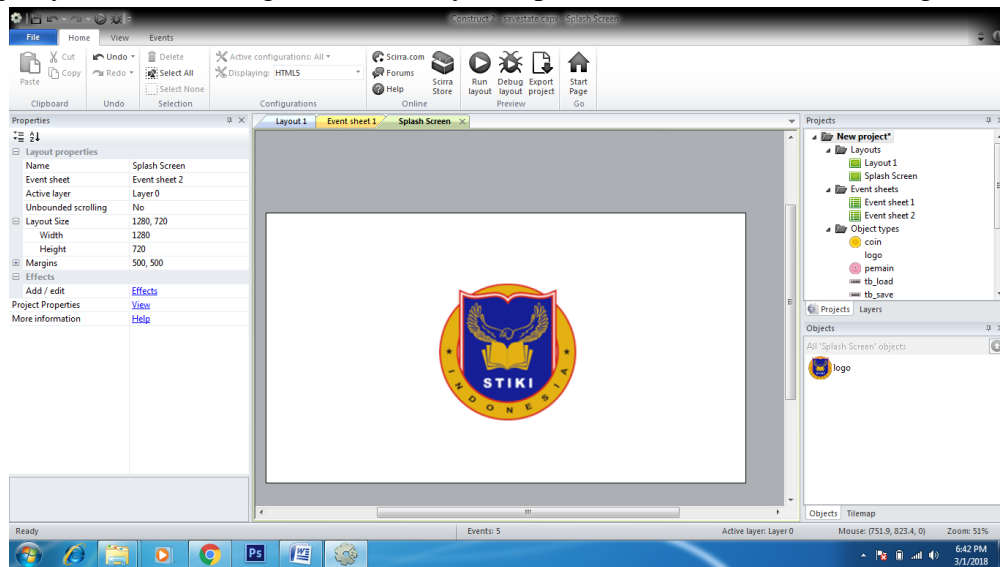 Construct 2 - savestate.capx - Splash Screen
File Home View Events
Paste Cut Copy Clipboard
Undo Redo Undo
Delete Select All Select None Selection
Active configurations: All
Displaying: HTML5
Configurations
Scirra.com Forums Help Scirra Store Online
Run layout Debug layout Export project Preview
Start Page Go
Properties
Layout properties
Name Splash Screen
Event sheet Event sheet 2
Active layer Layer 0
Unbounded scrolling No
Layout Size 1280, 720
Width 1280
Height 720
Margins 500, 500
Effects
Add / edit Effects
Project Properties View
More information Help
Layout 1 Event sheet 1 Splash Screen
STIKI
INDONESIA
Projects
New project*
Layouts
Layout 1
Splash Screen
Event sheets
Event sheet 1
Event sheet 2
Object types
coin
logo
pemain
tb_load
tb_save
Projects Layers
Objects
All 'Splash Screen' objects
logo
Objects Tilemap
Ready Events: 5 Active layer: Layer 0 Mouse: (751.9, 823.4, 0) Zoom: 51%
Ps
6:42 PM
3/1/2018